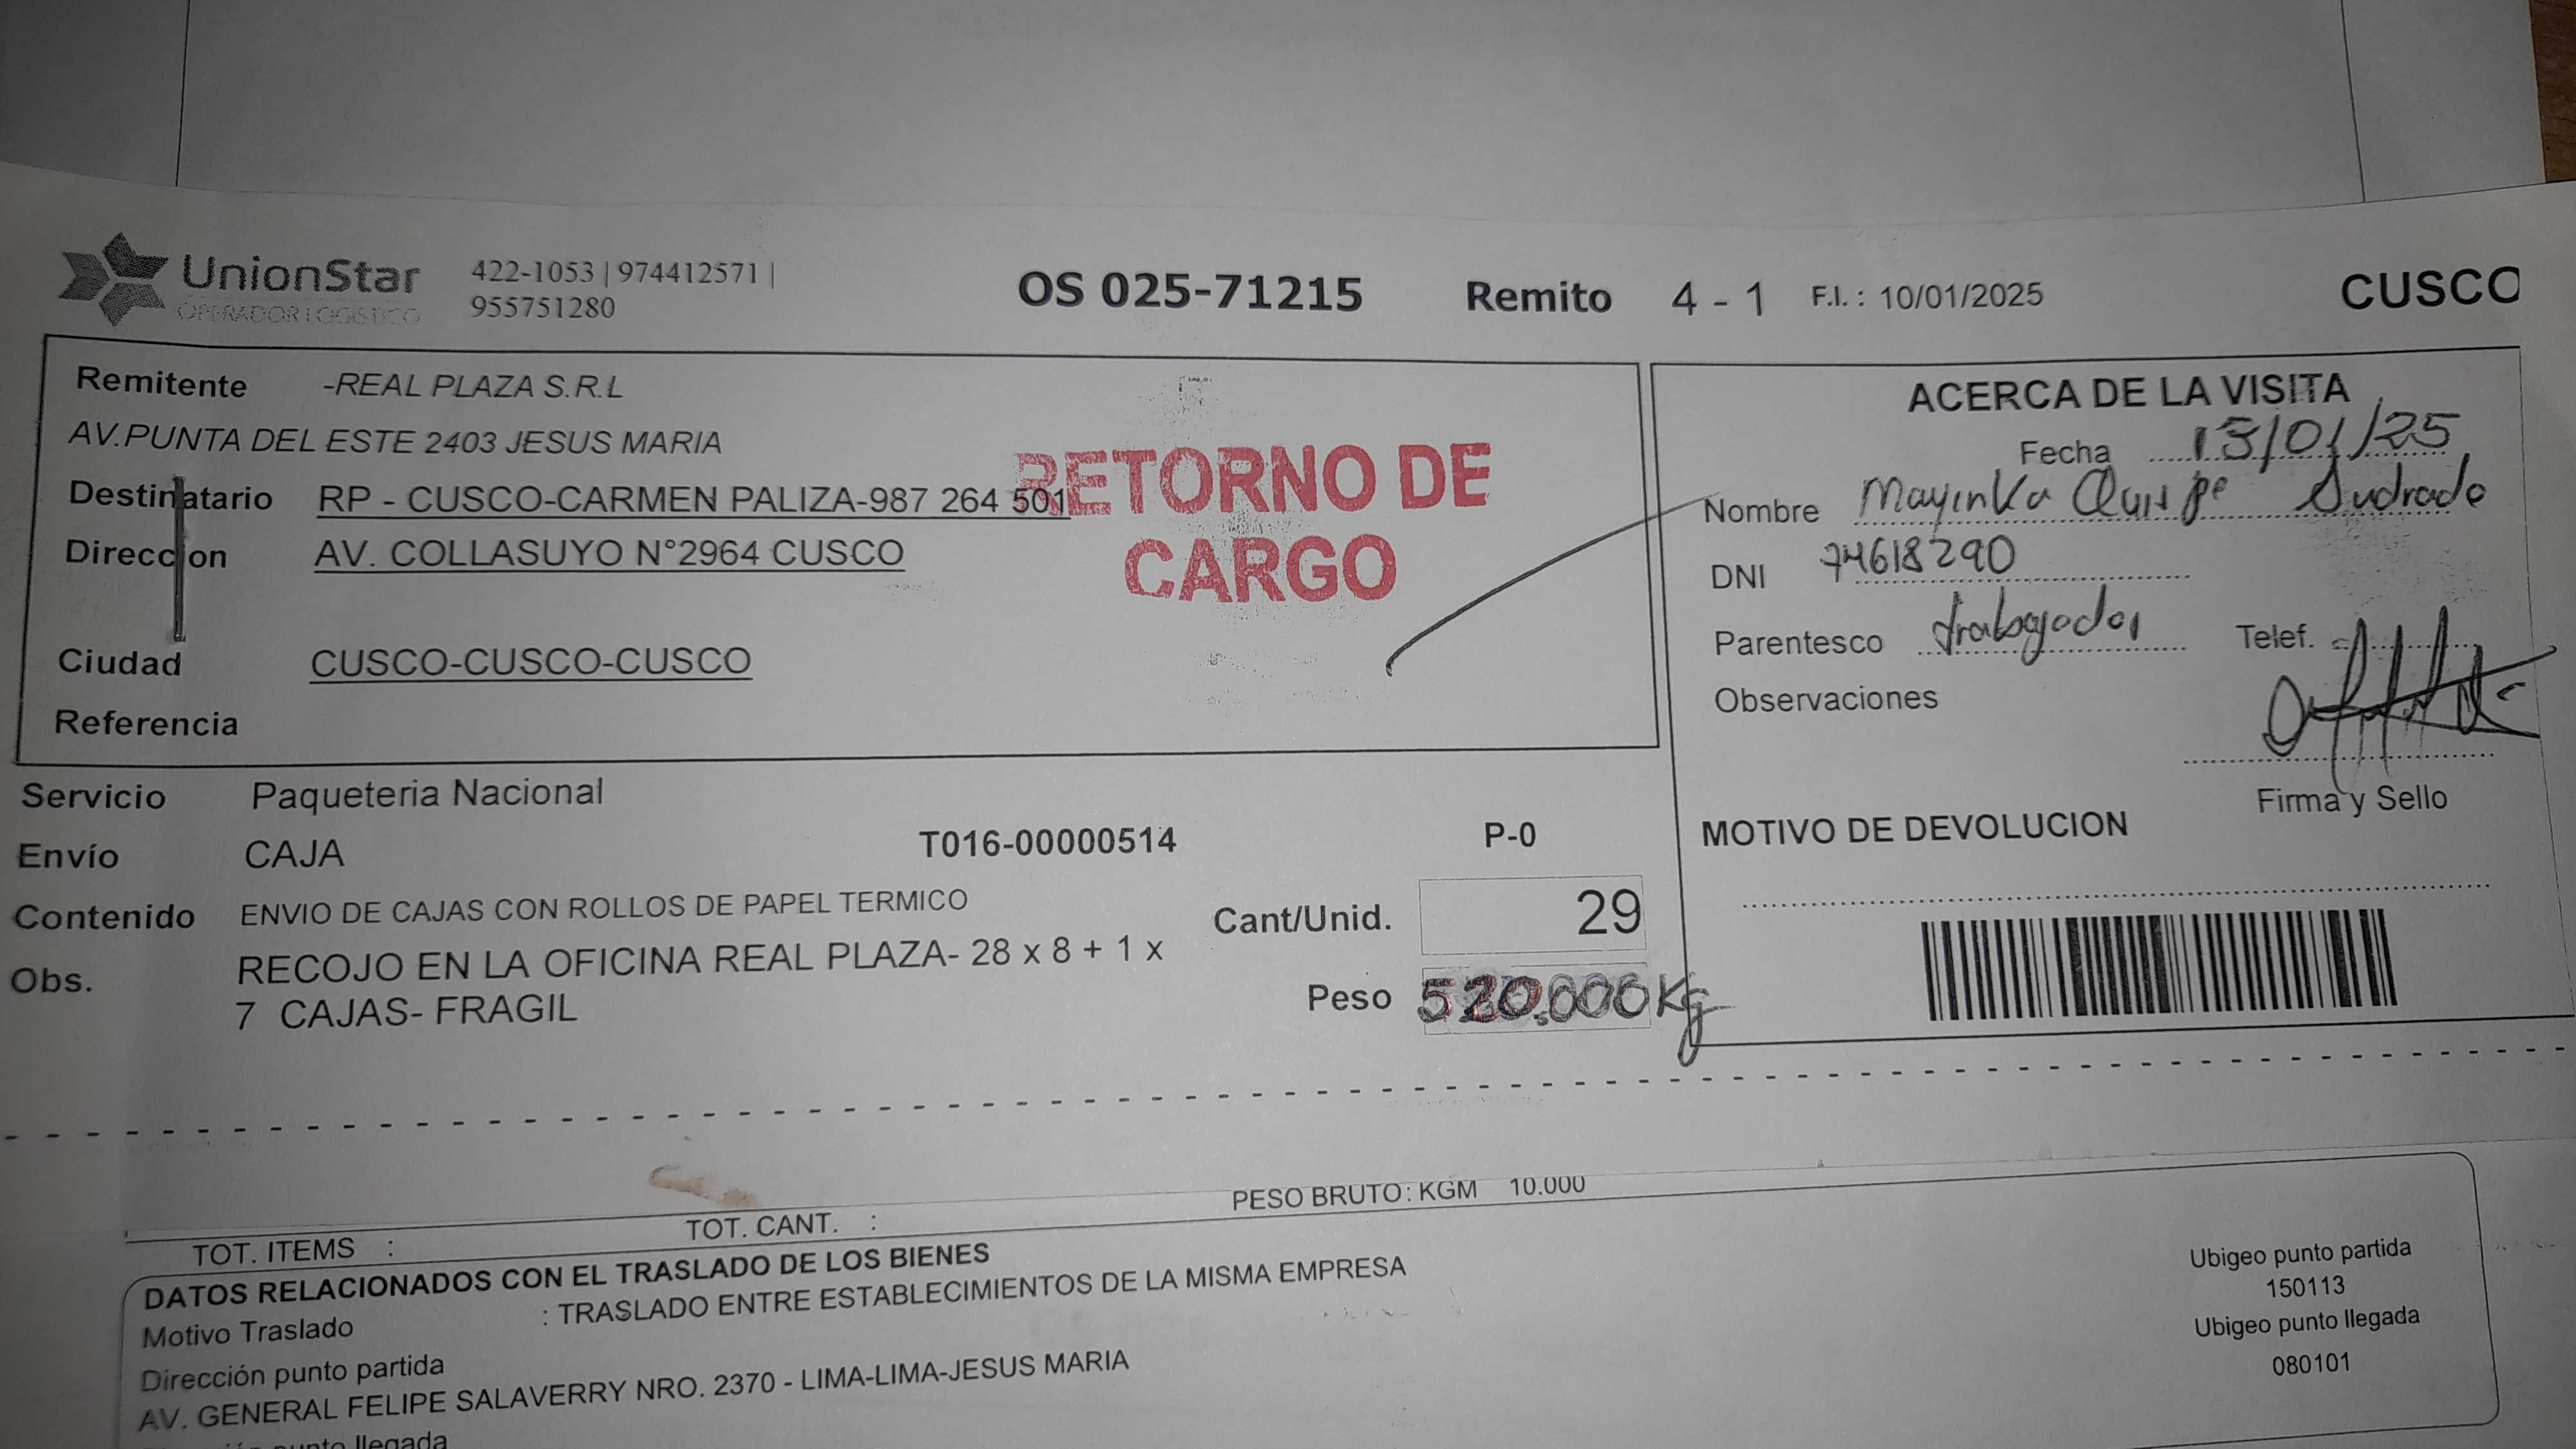 UnionStar
OPERADOR LOGISTICO
422-1053 | 974412571 |
955751280
OS 025-71215
Remito 4 - 1 F.I. : 10/01/2025
CUSCO
Remitente -REAL PLAZA S.R.L
AV.PUNTA DEL ESTE 2403 JESUS MARIA
Destinatario RP - CUSCO-CARMEN PALIZA-987 264 501
Direccion AV. COLLASUYO N°2964 CUSCO
Ciudad CUSCO-CUSCO-CUSCO
Referencia
RETORNO DE
CARGO
ACERCA DE LA VISITA
Fecha 13/01/25
Nombre Mayinka Quispe Andrade
DNI 74618290
Parentesco trabajador Telef.
Observaciones
Firma y Sello
MOTIVO DE DEVOLUCION
Servicio Paqueteria Nacional
Envío CAJA T016-00000514 P-0
Contenido ENVIO DE CAJAS CON ROLLOS DE PAPEL TERMICO
Cant/Unid. 29
Obs. RECOJO EN LA OFICINA REAL PLAZA- 28 x 8 + 1 x
7 CAJAS- FRAGIL
Peso 520.000 Kg
PESO BRUTO: KGM 10.000
TOT. ITEMS : TOT. CANT. :
DATOS RELACIONADOS CON EL TRASLADO DE LOS BIENES
Motivo Traslado : TRASLADO ENTRE ESTABLECIMIENTOS DE LA MISMA EMPRESA
Dirección punto partida
AV. GENERAL FELIPE SALAVERRY NRO. 2370 - LIMA-LIMA-JESUS MARIA
punto llegada
Ubigeo punto partida
150113
Ubigeo punto llegada
080101